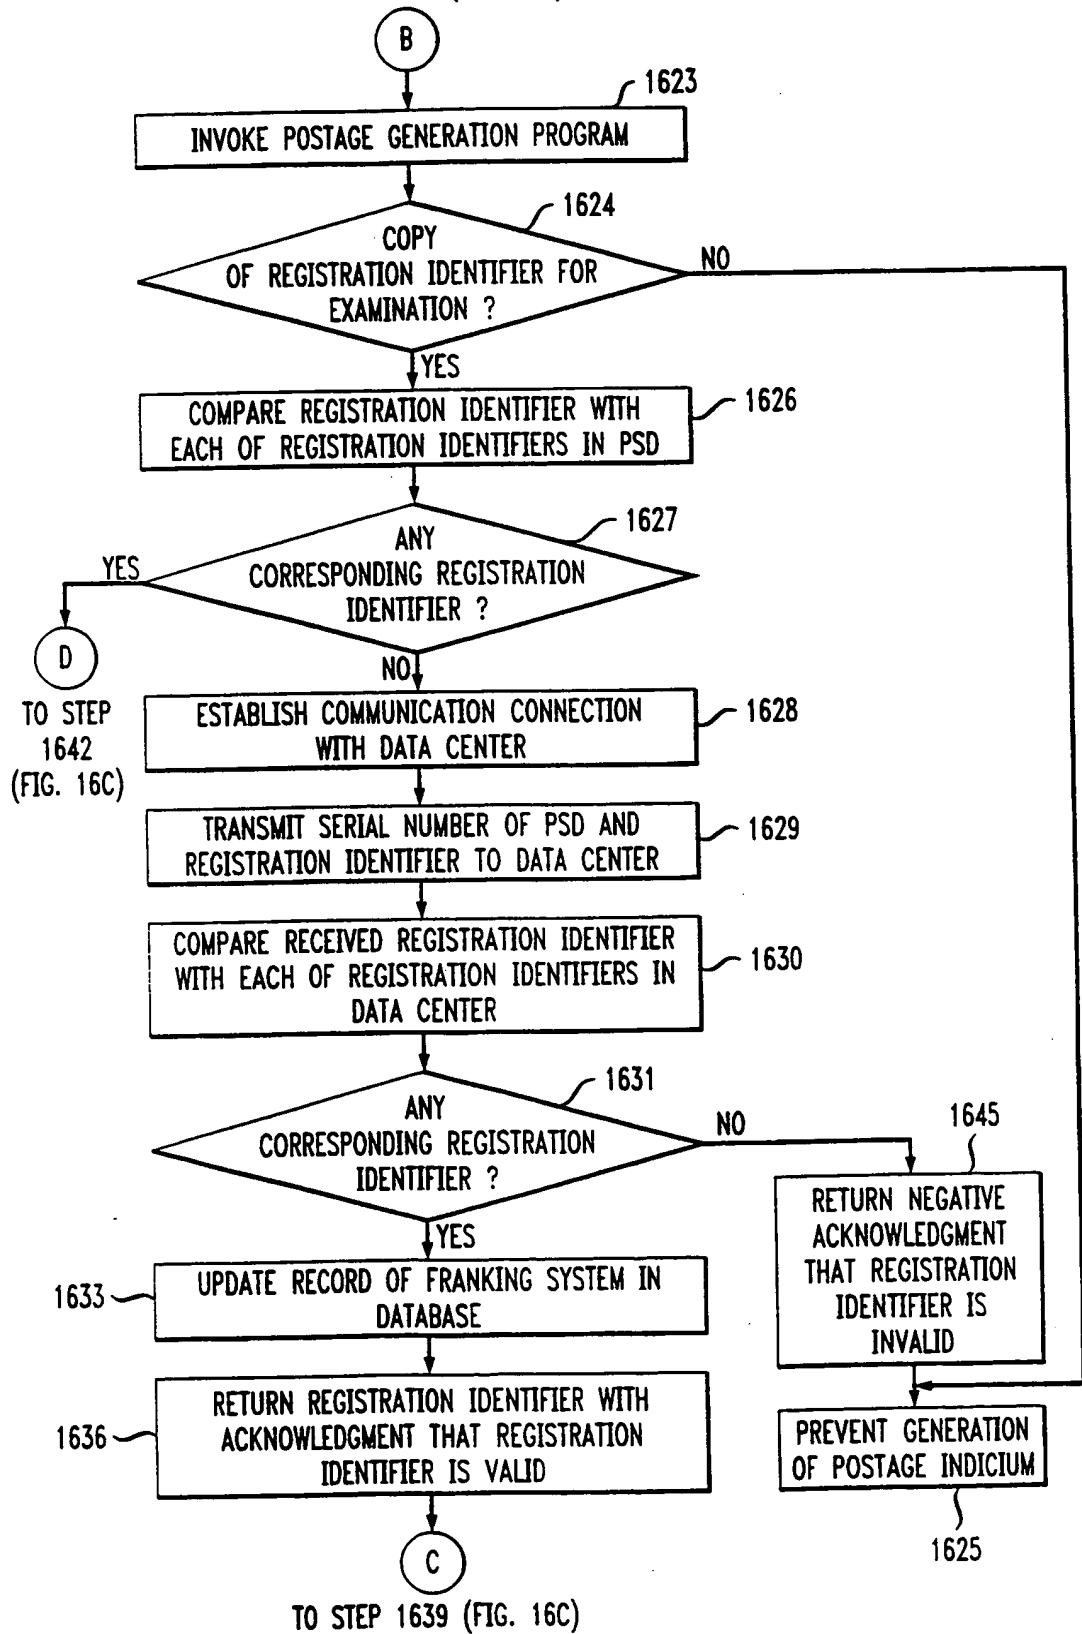 B
1623
INVOKE POSTAGE GENERATION PROGRAM
1624
COPY
OF REGISTRATION IDENTIFIER FOR
EXAMINATION ?
NO
YES
COMPARE REGISTRATION IDENTIFIER WITH
EACH OF REGISTRATION IDENTIFIERS IN PSD
1626
1627
ANY
CORRESPONDING REGISTRATION
IDENTIFIER ?
YES
D
TO STEP
1642
(FIG. 16C)
NO
ESTABLISH COMMUNICATION CONNECTION
WITH DATA CENTER
1628
TRANSMIT SERIAL NUMBER OF PSD AND
REGISTRATION IDENTIFIER TO DATA CENTER
1629
COMPARE RECEIVED REGISTRATION IDENTIFIER
WITH EACH OF REGISTRATION IDENTIFIERS IN
DATA CENTER
1630
1631
ANY
CORRESPONDING REGISTRATION
IDENTIFIER ?
NO
1645
RETURN NEGATIVE
ACKNOWLEDGMENT
THAT REGISTRATION
IDENTIFIER IS
INVALID
YES
1633
UPDATE RECORD OF FRANKING SYSTEM IN
DATABASE
1636
RETURN REGISTRATION IDENTIFIER WITH
ACKNOWLEDGMENT THAT REGISTRATION
IDENTIFIER IS VALID
PREVENT GENERATION
OF POSTAGE INDICIUM
1625
C
TO STEP 1639 (FIG. 16C)